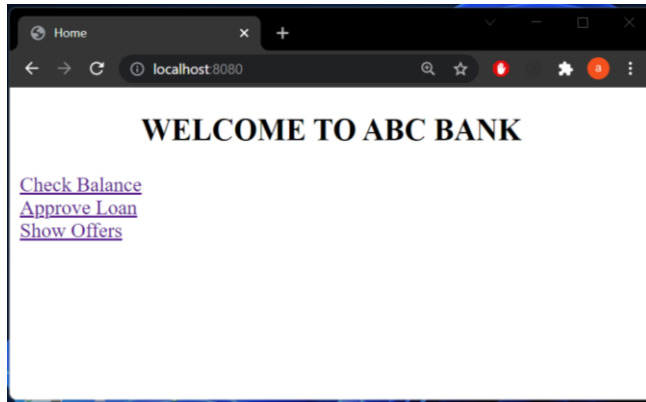 Home
localhost:8080
a
WELCOME TO ABC BANK
Check Balance
Approve Loan
Show Offers